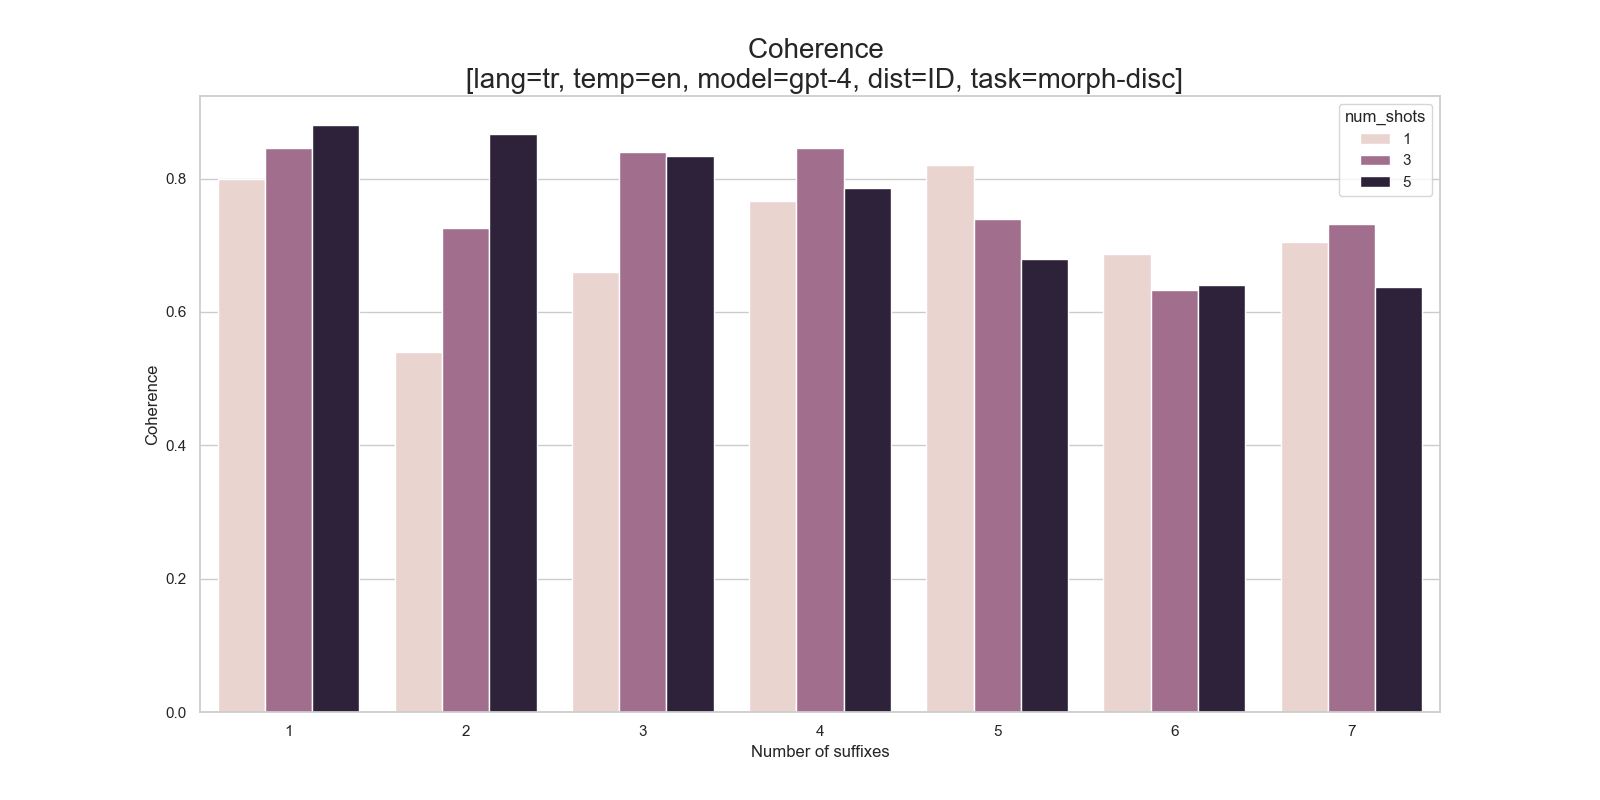 Coherence
[lang=tr, temp=en, model=gpt-4, dist=ID, task=morph-disc]
num_shots
1
3
5
0.8
0.6
0.4
0.2
0.0
Coherence
1 2 3 4 5 6 7
Number of suffixes